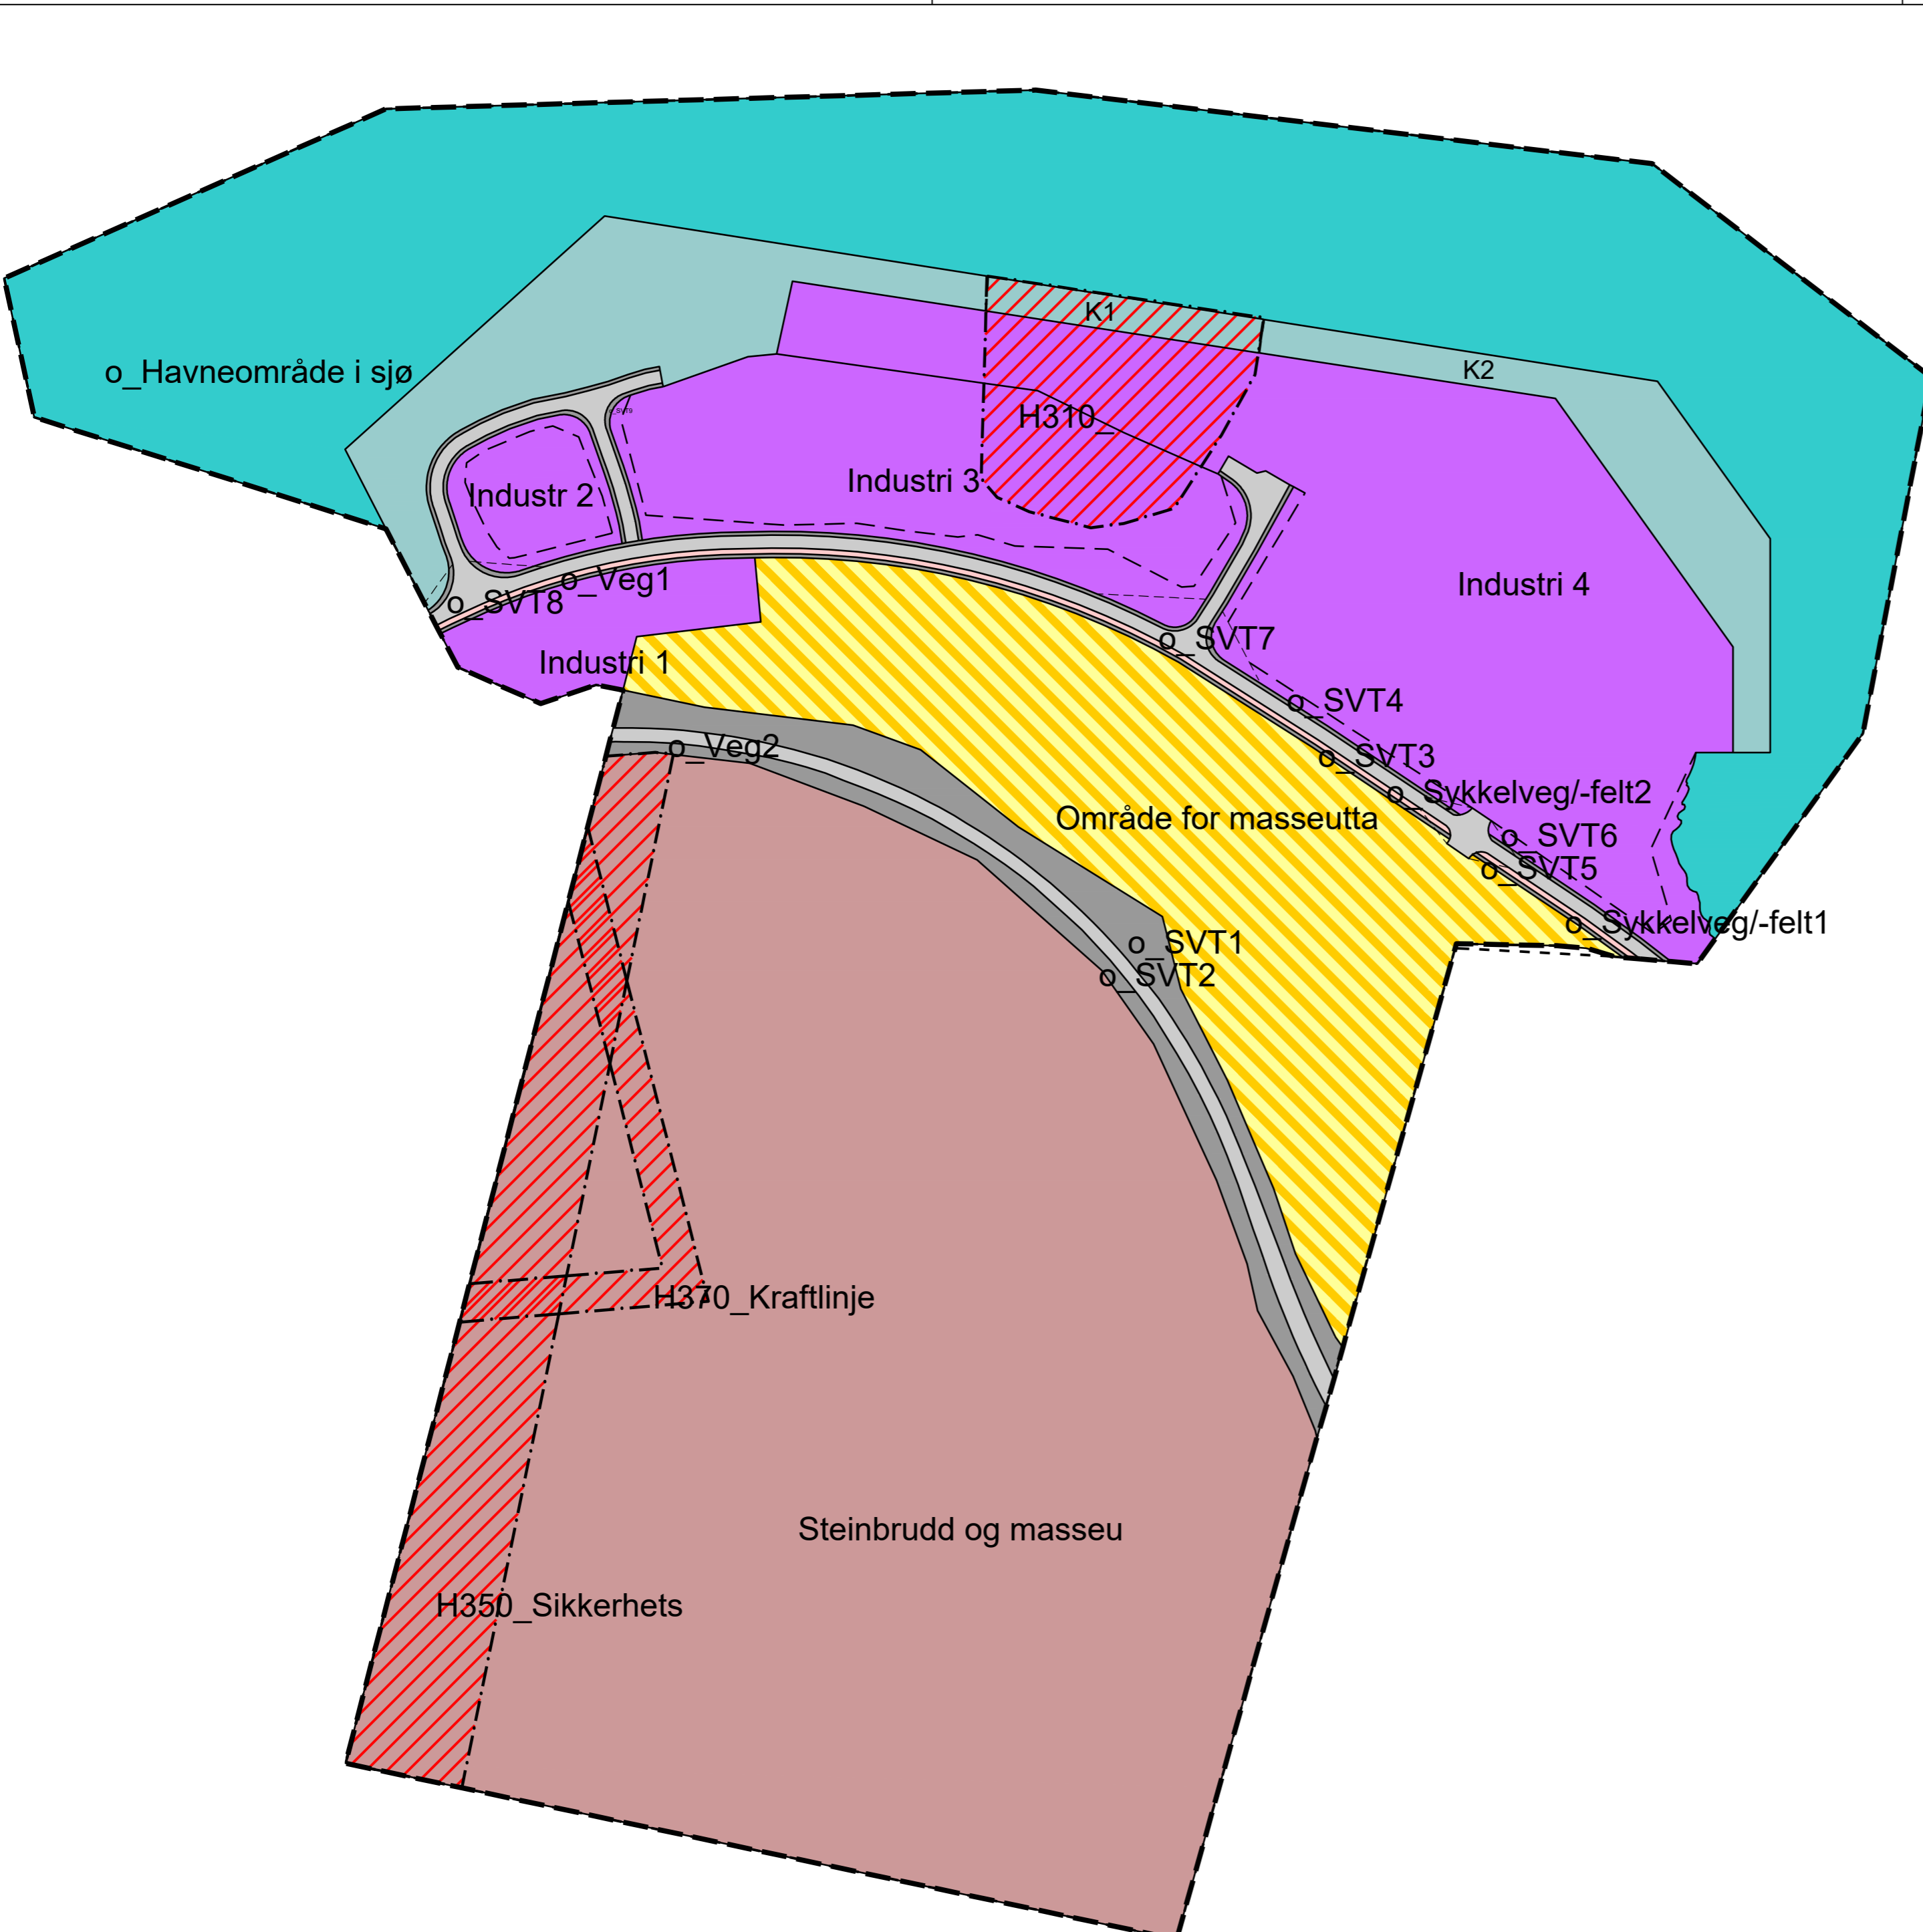 K1
K2
o_Havneområde i sjø
o_SVT9
H310_
Industri 3
Industr 2
o_Veg1
Industri 4
o_SVT8
o_SVT7
Industri 1
o_SVT4
o_Veg2
o_SVT3
o_Sykkelveg/-felt2
Område for masseutta
o_SVT6
o_SVT5
o_Sykkelveg/-felt1
o_SVT1
o_SVT2
H370_Kraftlinje
Steinbrudd og masseu
H350_Sikkerhets